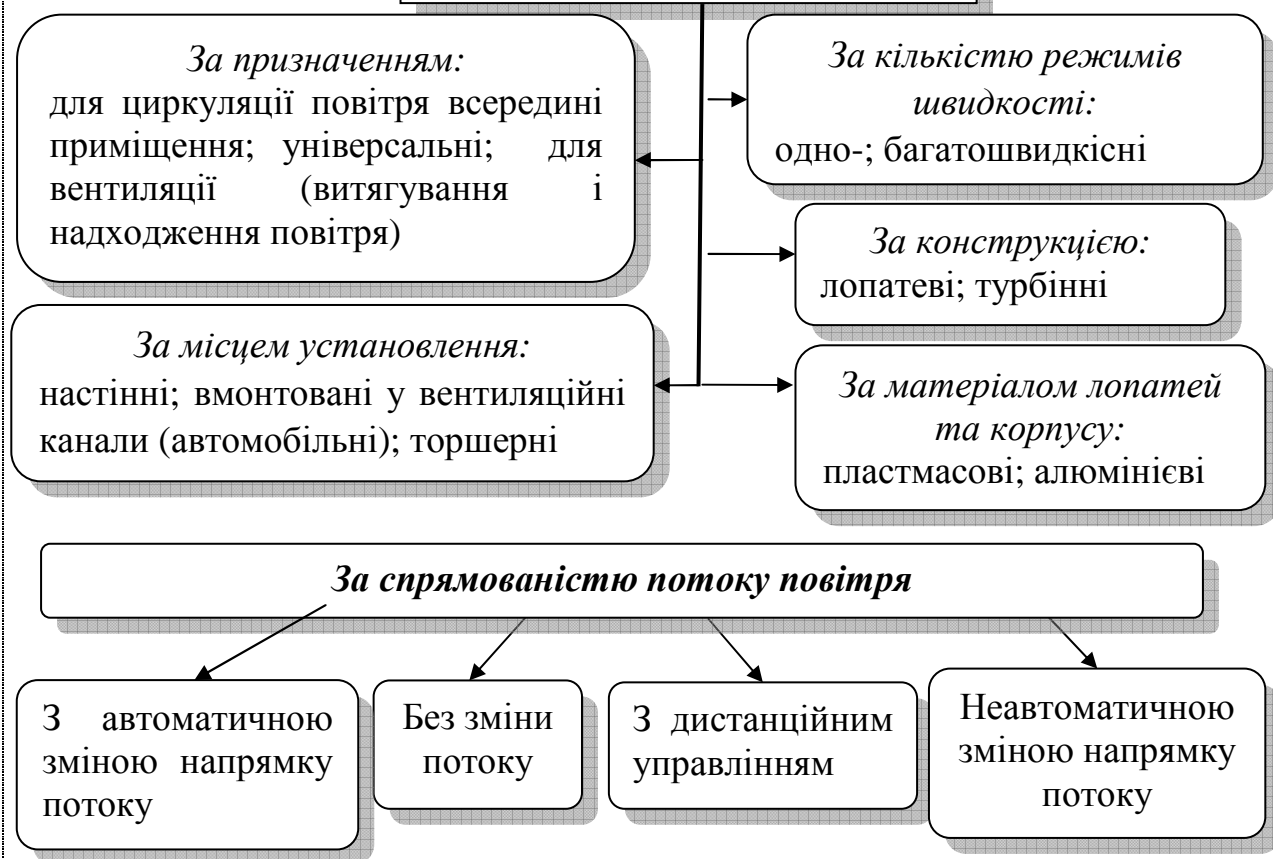 За призначенням:
для циркуляції повітря всередині
приміщення; універсальні; для
вентиляції (витягування і
надходження повітря)
За кількістю режимів
швидкості:
одно-; багатошвидкісні
За конструкцією:
лопатеві; турбінні
За місцем установлення:
настінні; вмонтовані у вентиляційні
канали (автомобільні); торшерні
За матеріалом лопатей
та корпусу:
пластмасові; алюмінієві
За спрямованістю потоку повітря
З автоматичною
зміною напрямку
потоку
Без зміни
потоку
З дистанційним
управлінням
Неавтоматичною
зміною напрямку
потоку